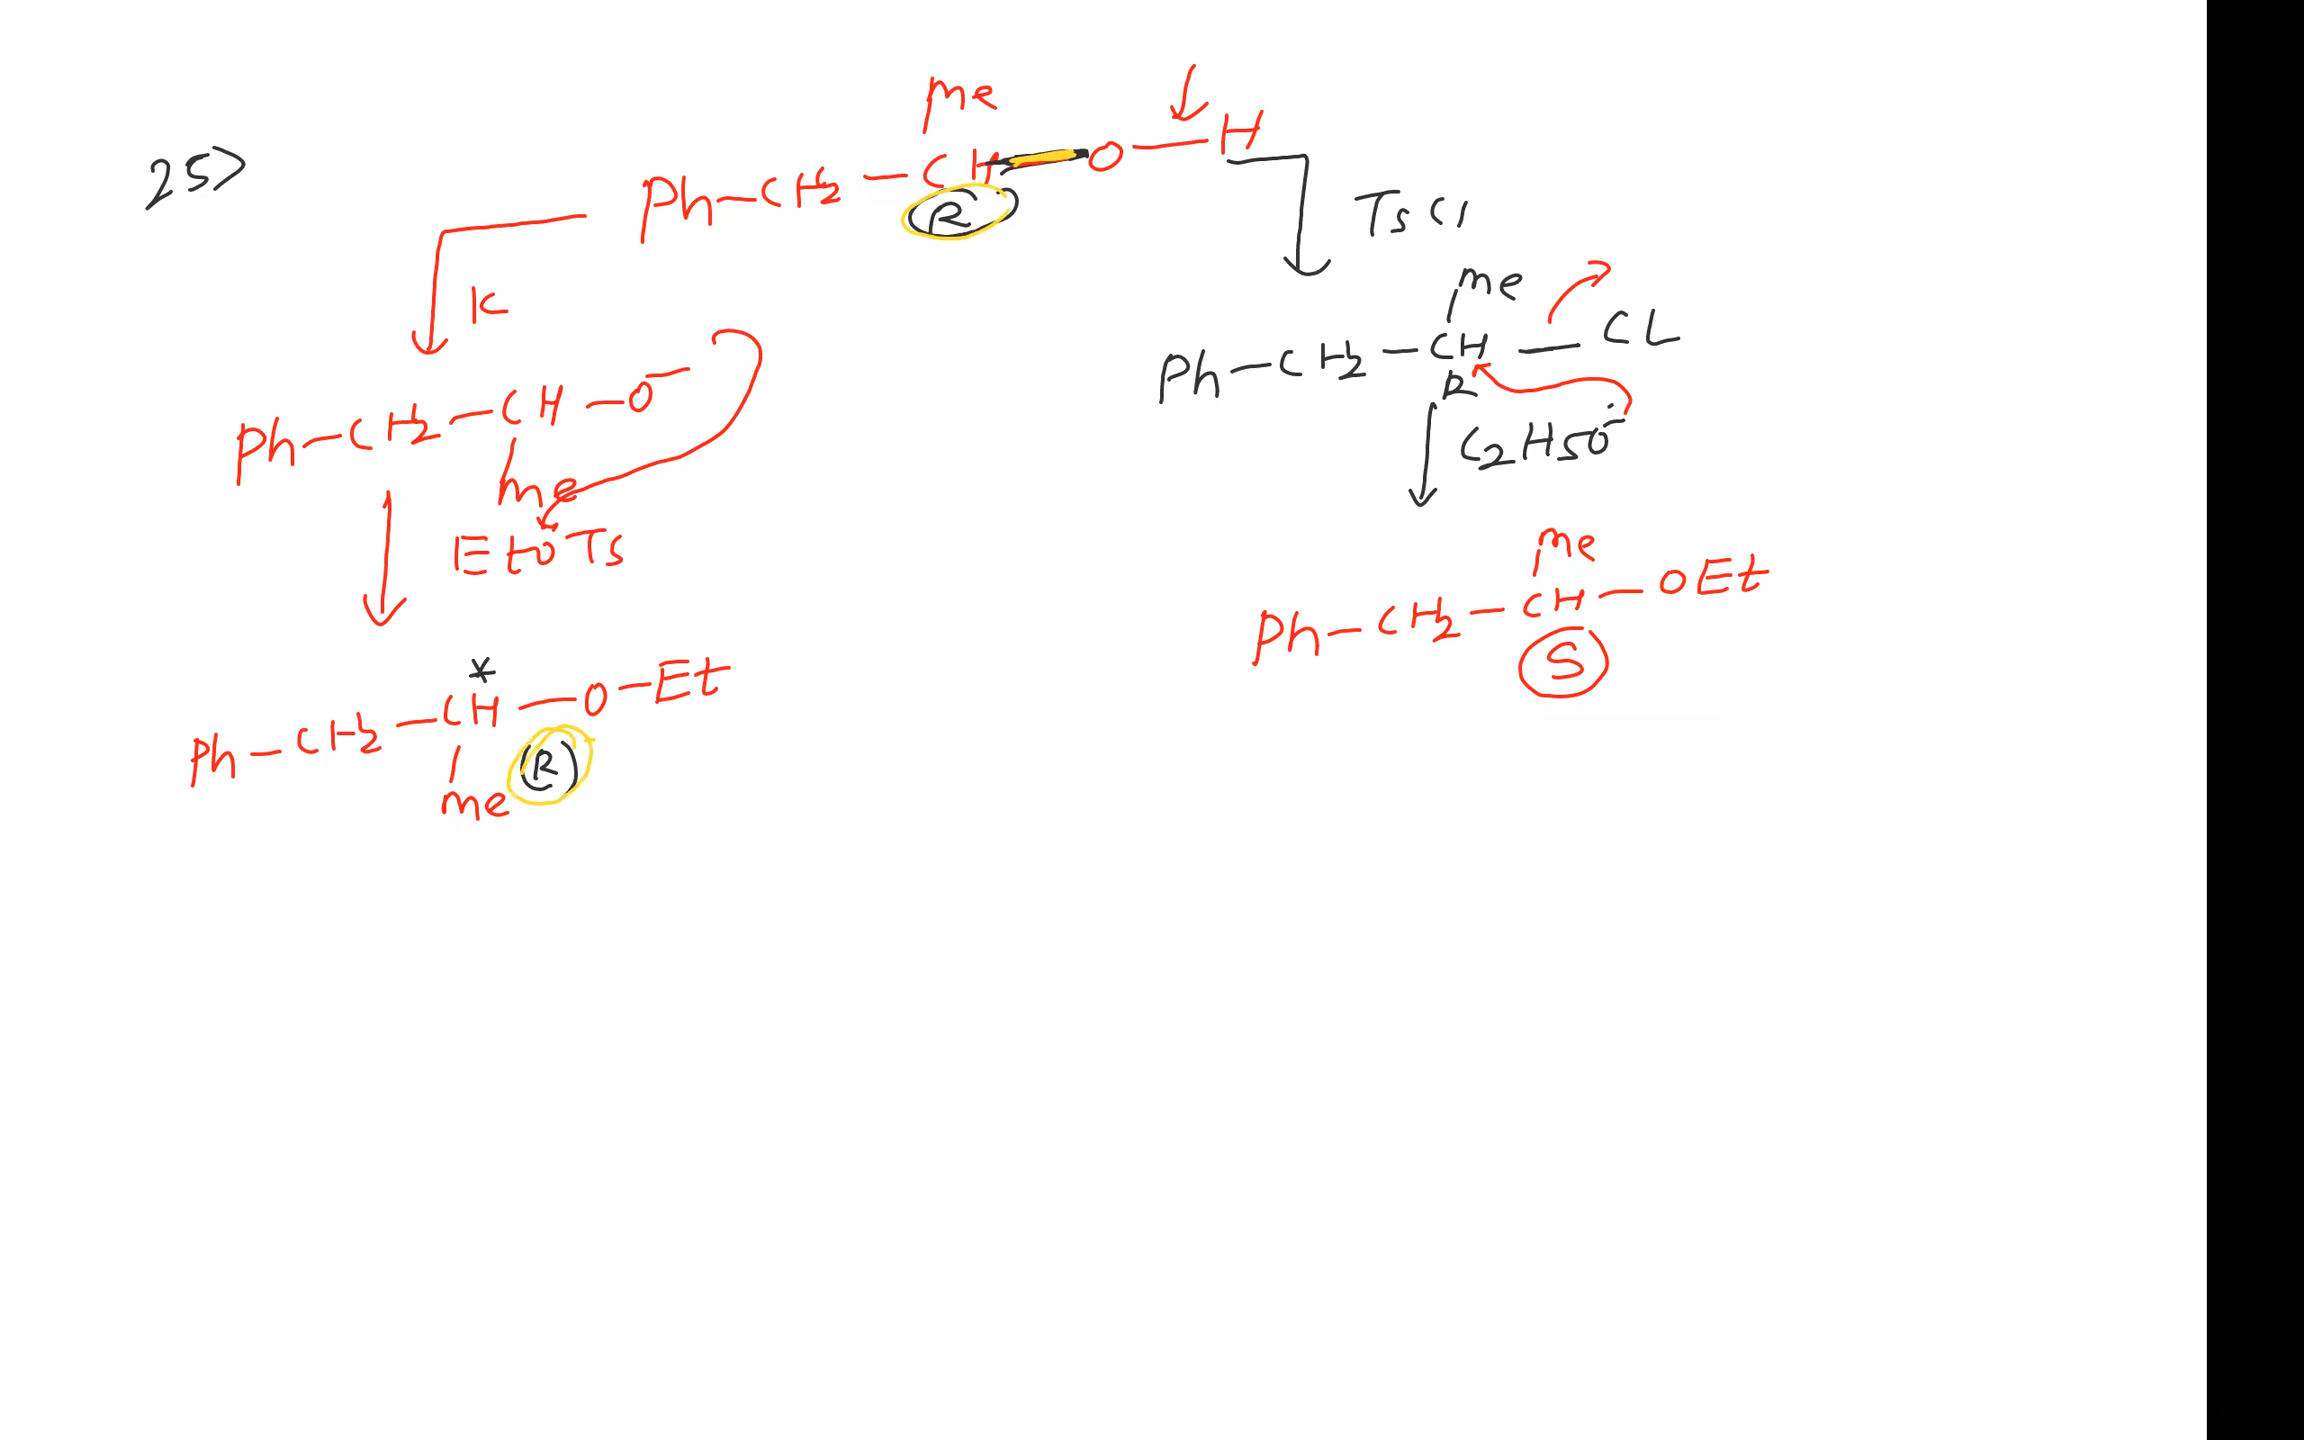 25>
Me
Ph-CH2-CH-O-H
(R)
TsCl
K
Me
Ph-CH2-CH-CL
R
C2H5O-
Ph-CH2-CH-O-
Me
EtOTs
Me
Ph-CH2-CH-OEt
S
*
Ph-CH2-CH-O-Et
(R)
Me